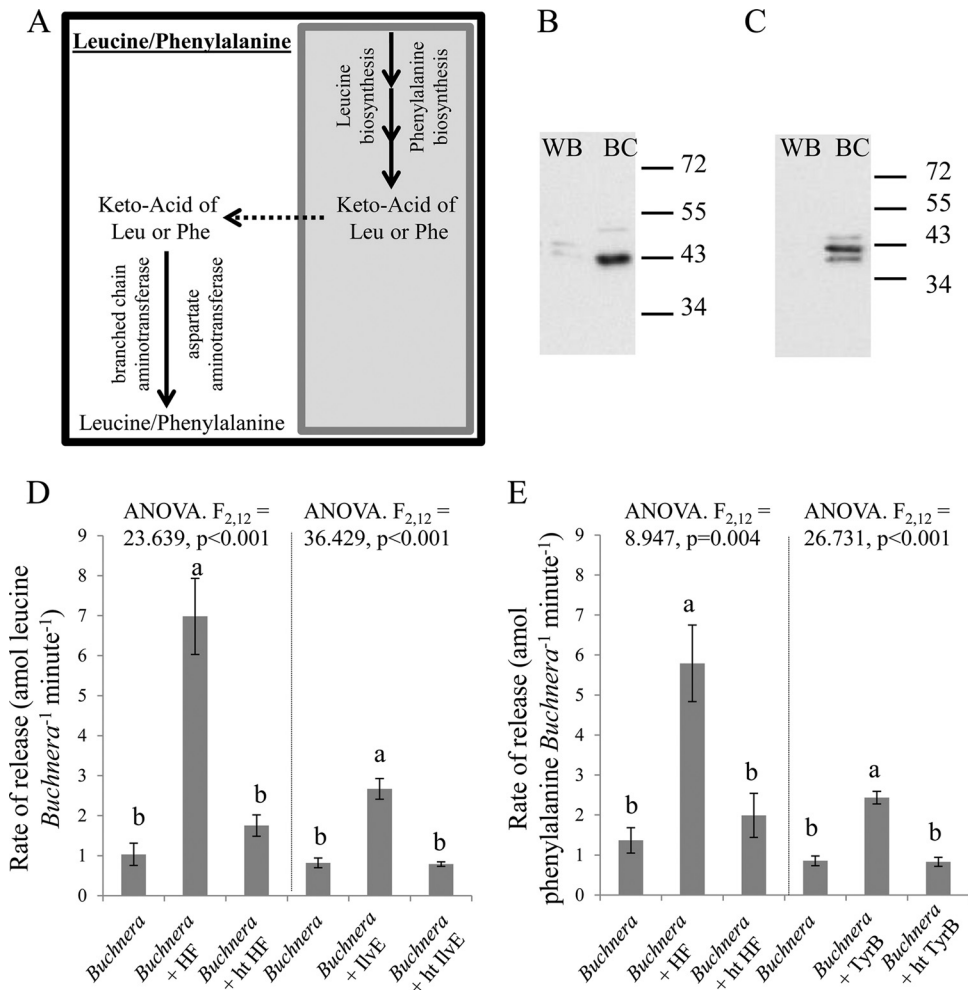 A
Leucine/Phenylalanine
Leucine
biosynthesis
Phenylalanine
biosynthesis
Keto-Acid of
Leu or Phe
Keto-Acid of
Leu or Phe
branched chain
aminotransferase
aspartate
aminotransferase
Leucine/Phenylalanine
B
WB BC
72
55
43
34
C
WB BC
72
55
43
34
D
ANOVA. F2,12 =
23.639, p<0.001
ANOVA. F2,12 =
36.429, p<0.001
Rate of release (amol leucine
Buchnera-1 minute-1)
9
8
7
6
5
4
3
2
1
0
b
a
b
b
a
b
Buchnera
Buchnera
+ HF
Buchnera
+ ht HF
Buchnera
Buchnera
+ IlvE
Buchnera
+ ht IlvE
E
ANOVA. F2,12 =
8.947, p=0.004
ANOVA. F2,12 =
26.731, p<0.001
Rate of release (amol
phenylalanine Buchnera-1 minute-1)
9
8
7
6
5
4
3
2
1
0
b
a
b
b
a
b
Buchnera
Buchnera
+ HF
Buchnera
+ ht HF
Buchnera
Buchnera
+ TyrB
Buchnera
+ ht TyrB